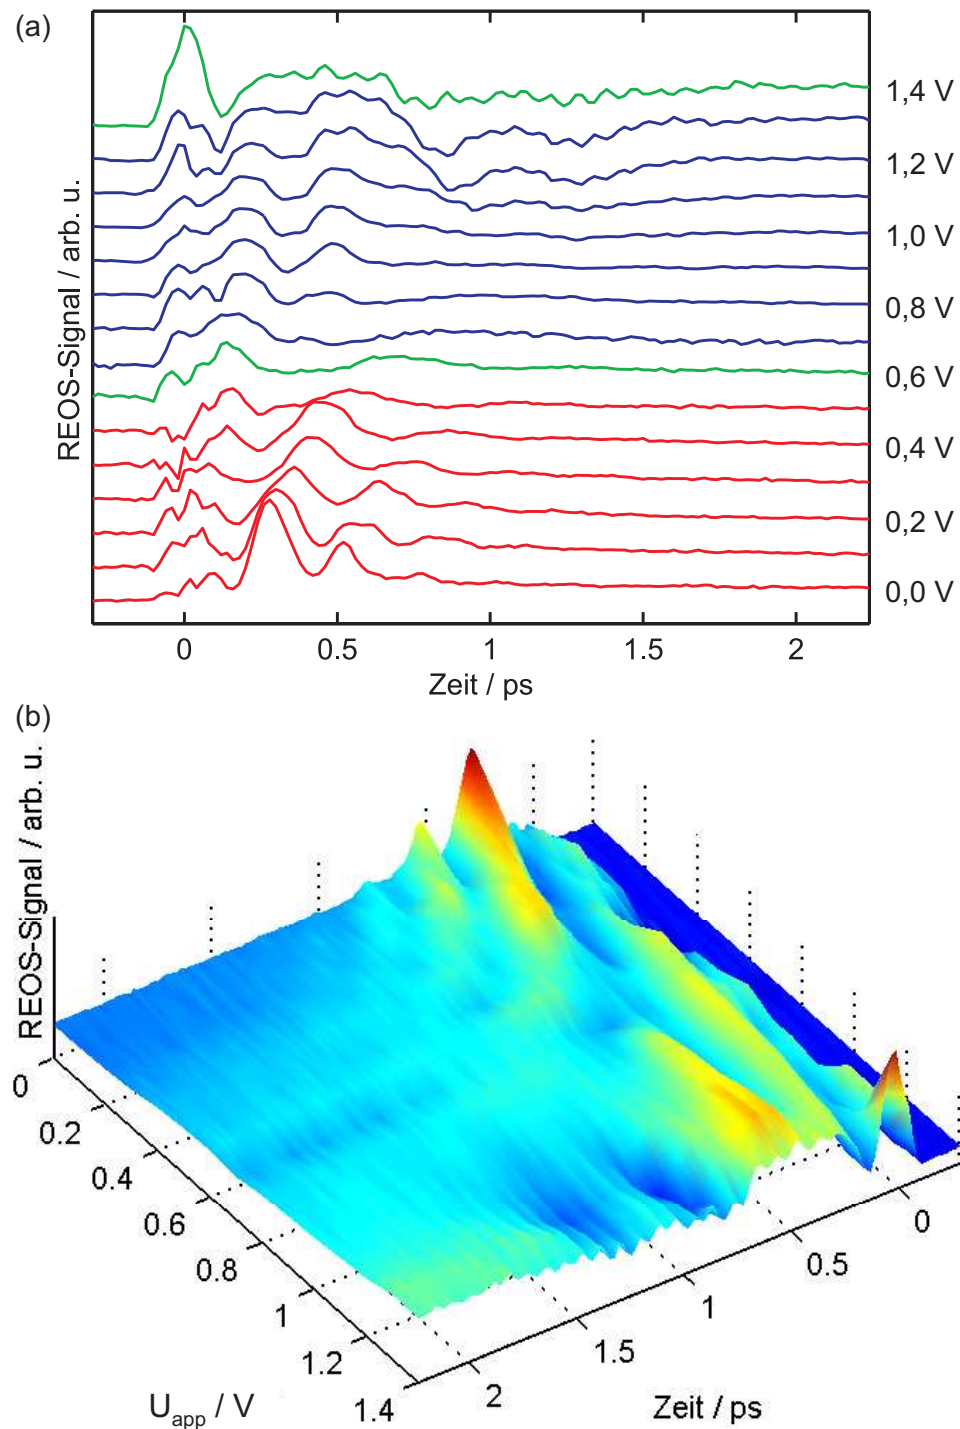 (a)
REOS-Signal / arb. u.
1,4 V
1,2 V
1,0 V
0,8 V
0,6 V
0,4 V
0,2 V
0,0 V
0 0.5 1 1.5 2
Zeit / ps
(b)
REOS-Signal / arb. u.
0
0.2
0.4
0.6
0.8
1
1.2
1.4
U_app / V
0
0.5
1
1.5
2
Zeit / ps